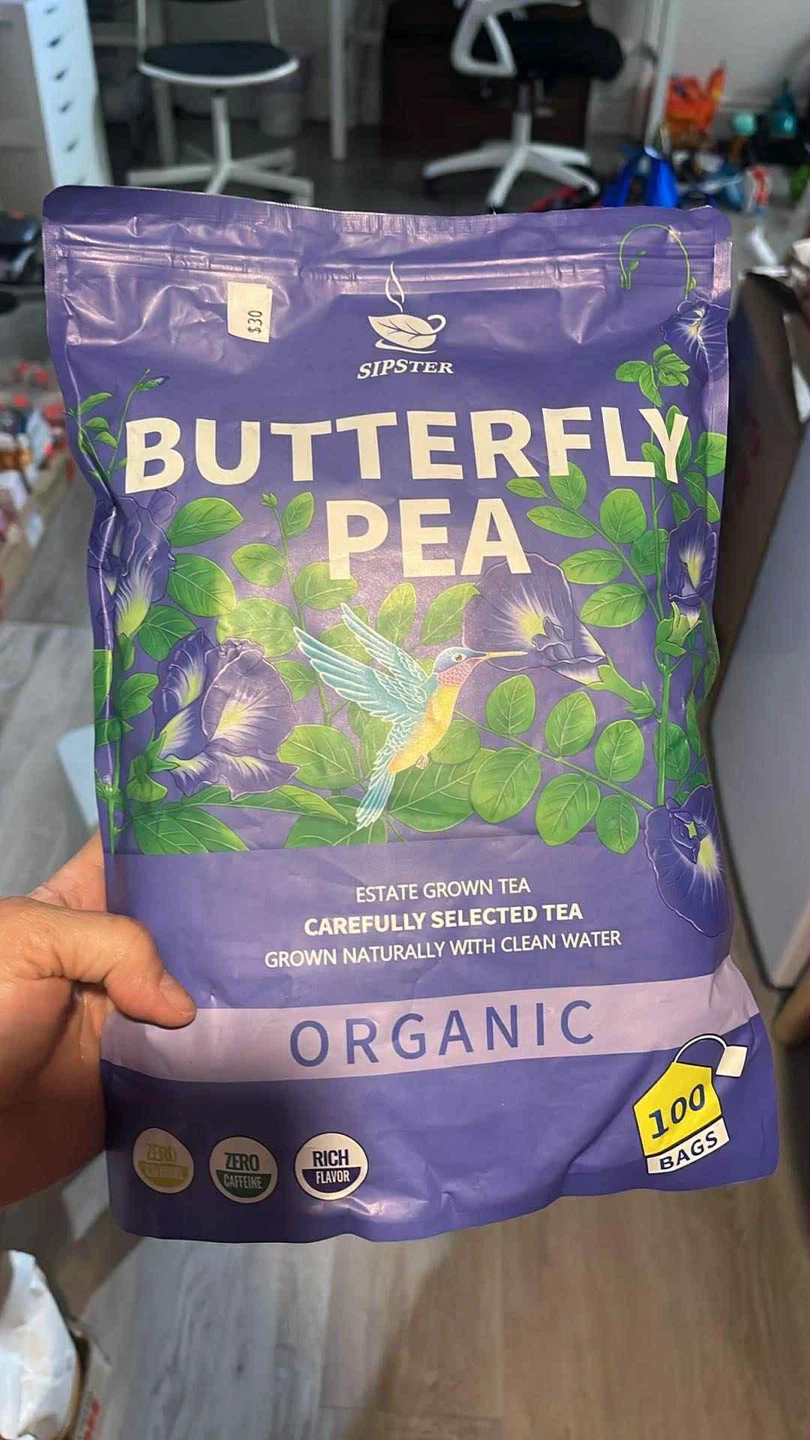 $30
SIPSTER
BUTTERFLY
PEA
ESTATE GROWN TEA
CAREFULLY SELECTED TEA
GROWN NATURALLY WITH CLEAN WATER
ORGANIC
100
BAGS
ZERO
ZERO
CAFFEINE
RICH
FLAVOR